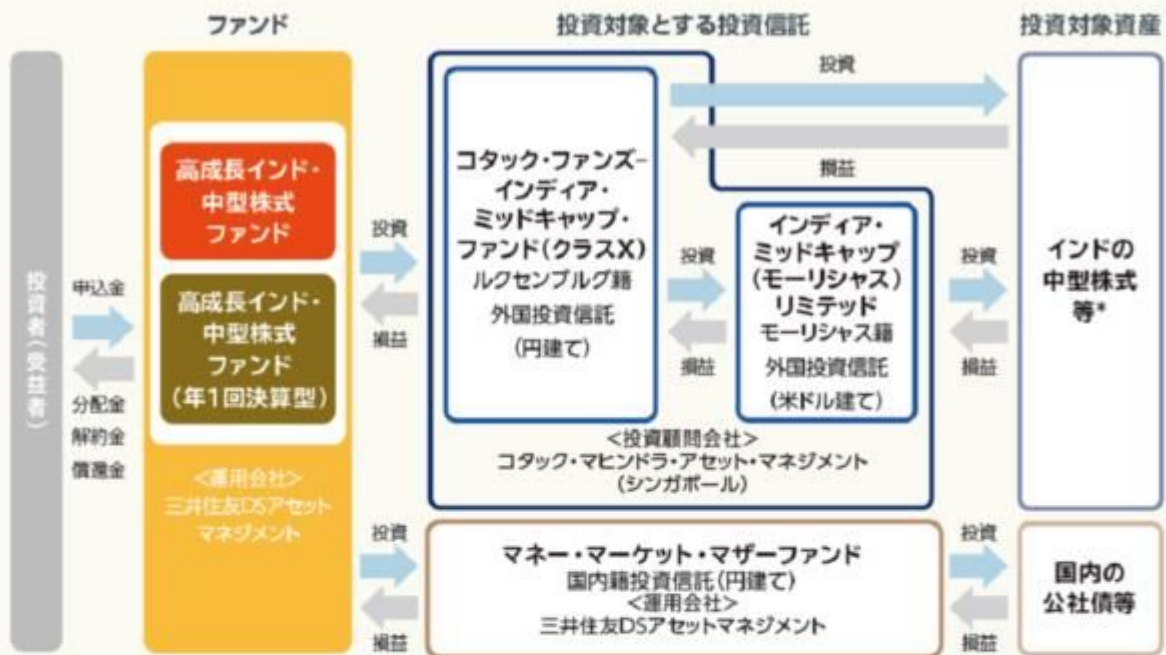 ファンド
投資対象とする投資信託
投資対象資産
投資者(受益者)
申込金
分配金
解約金
償還金
高成長インド・
中型株式
ファンド
高成長インド・
中型株式
ファンド
(年1回決算型)
<運用会社>
三井住友DSアセット
マネジメント
投資
損益
コタック・ファンズ−
インディア・
ミッドキャップ・
ファンド(クラスX)
ルクセンブルグ籍
外国投資信託
(円建て)
投資
損益
投資
損益
インディア・
ミッドキャップ
(モーリシャス)
リミテッド
モーリシャス籍
外国投資信託
(米ドル建て)
<投資顧問会社>
コタック・マヒンドラ・アセット・マネジメント
(シンガポール)
投資
損益
インドの
中型株式
等*
投資
損益
マネー・マーケット・マザーファンド
国内籍投資信託(円建て)
<運用会社>
三井住友DSアセットマネジメント
投資
損益
国内の
公社債等